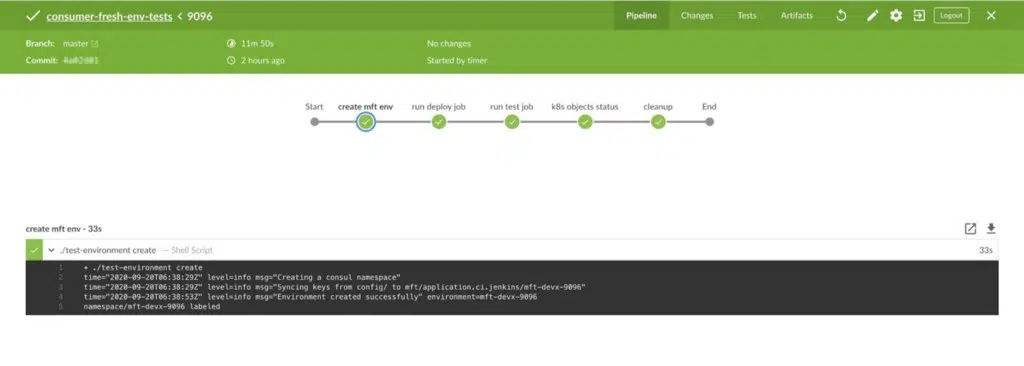 consumer-fresh-env-tests < 9096
Pipeline Changes Tests Artifacts Logout
Branch: master 11m 50s No changes
Commit: 2 hours ago Started by timer
Start create mft env run deploy job run test job k8s objects status cleanup End
create mft env - 33s
./test-environment create — Shell Script 33s
1 + ./test-environment create
2 time="2020-09-20T06:38:29Z" level=info msg="Creating a consul namespace"
3 time="2020-09-20T06:38:29Z" level=info msg="Syncing keys from config/ to mft/application.ci.jenkins/mft-devx-9096"
4 time="2020-09-20T06:38:53Z" level=info msg="Environment created successfully" environment=mft-devx-9096
5 namespace/mft-devx-9096 labeled